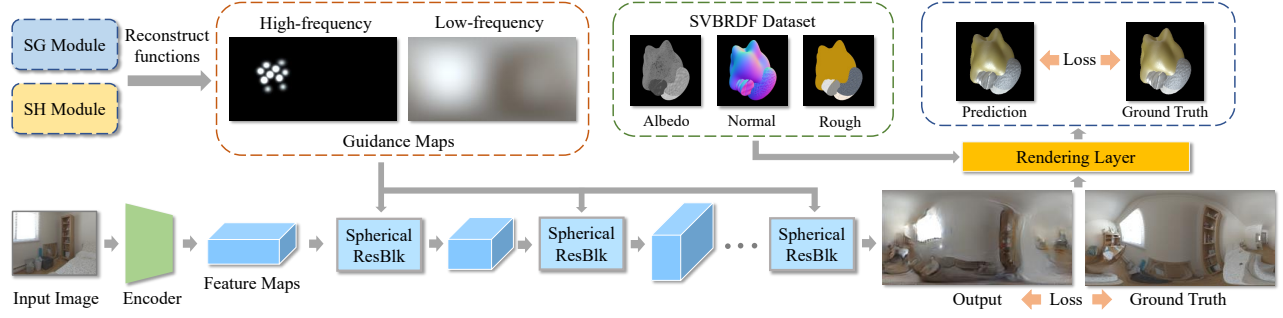 SG Module
SH Module
Reconstruct
functions
High-frequency
Low-frequency
Guidance Maps
SVBRDF Dataset
Albedo
Normal
Rough
Loss
Prediction
Ground Truth
Rendering Layer
Input Image
Encoder
Feature Maps
Spherical
ResBlk
Spherical
ResBlk
Spherical
ResBlk
Output
Loss
Ground Truth